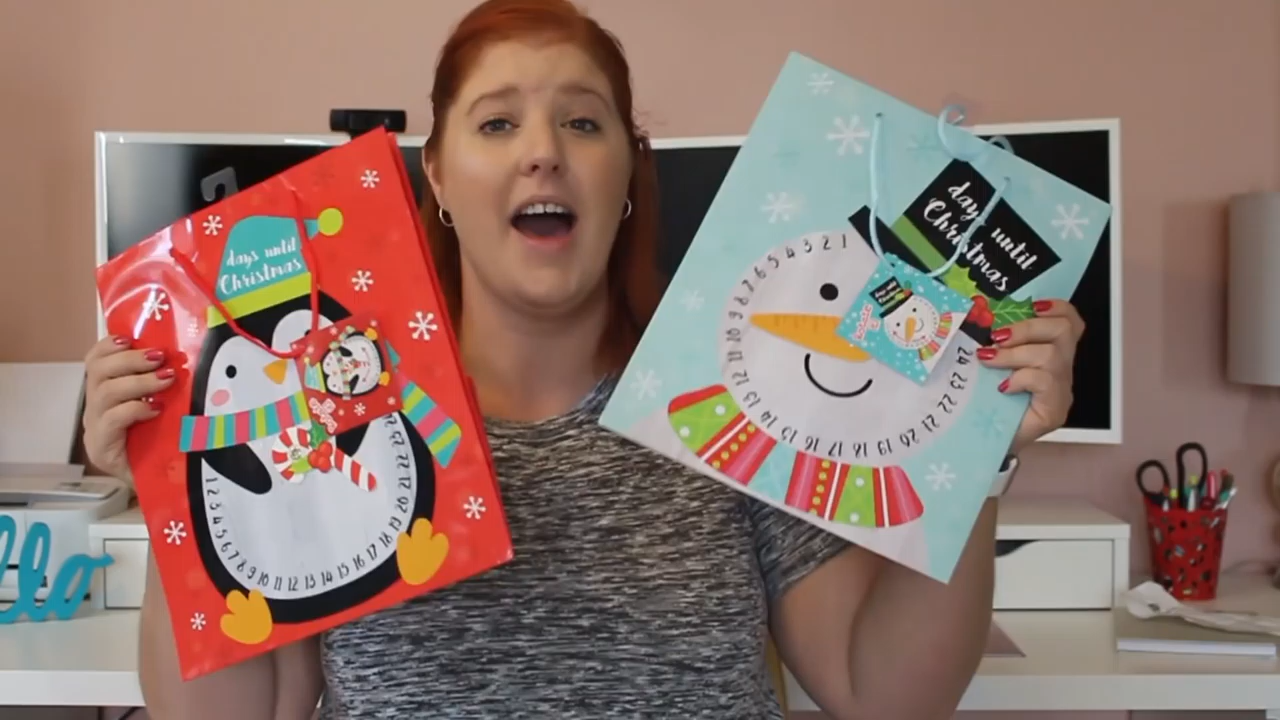 days until
Christmas
1 2 3 4 5 6 7 8 9 10 11 12 13 14 15 16 17 18 19 20 21 22 23
days until
Christmas
1 2 3 4 5 6 7 8 9 10 11 12 13 14 15 16 17 18 19 20 21 22 23 24
llo